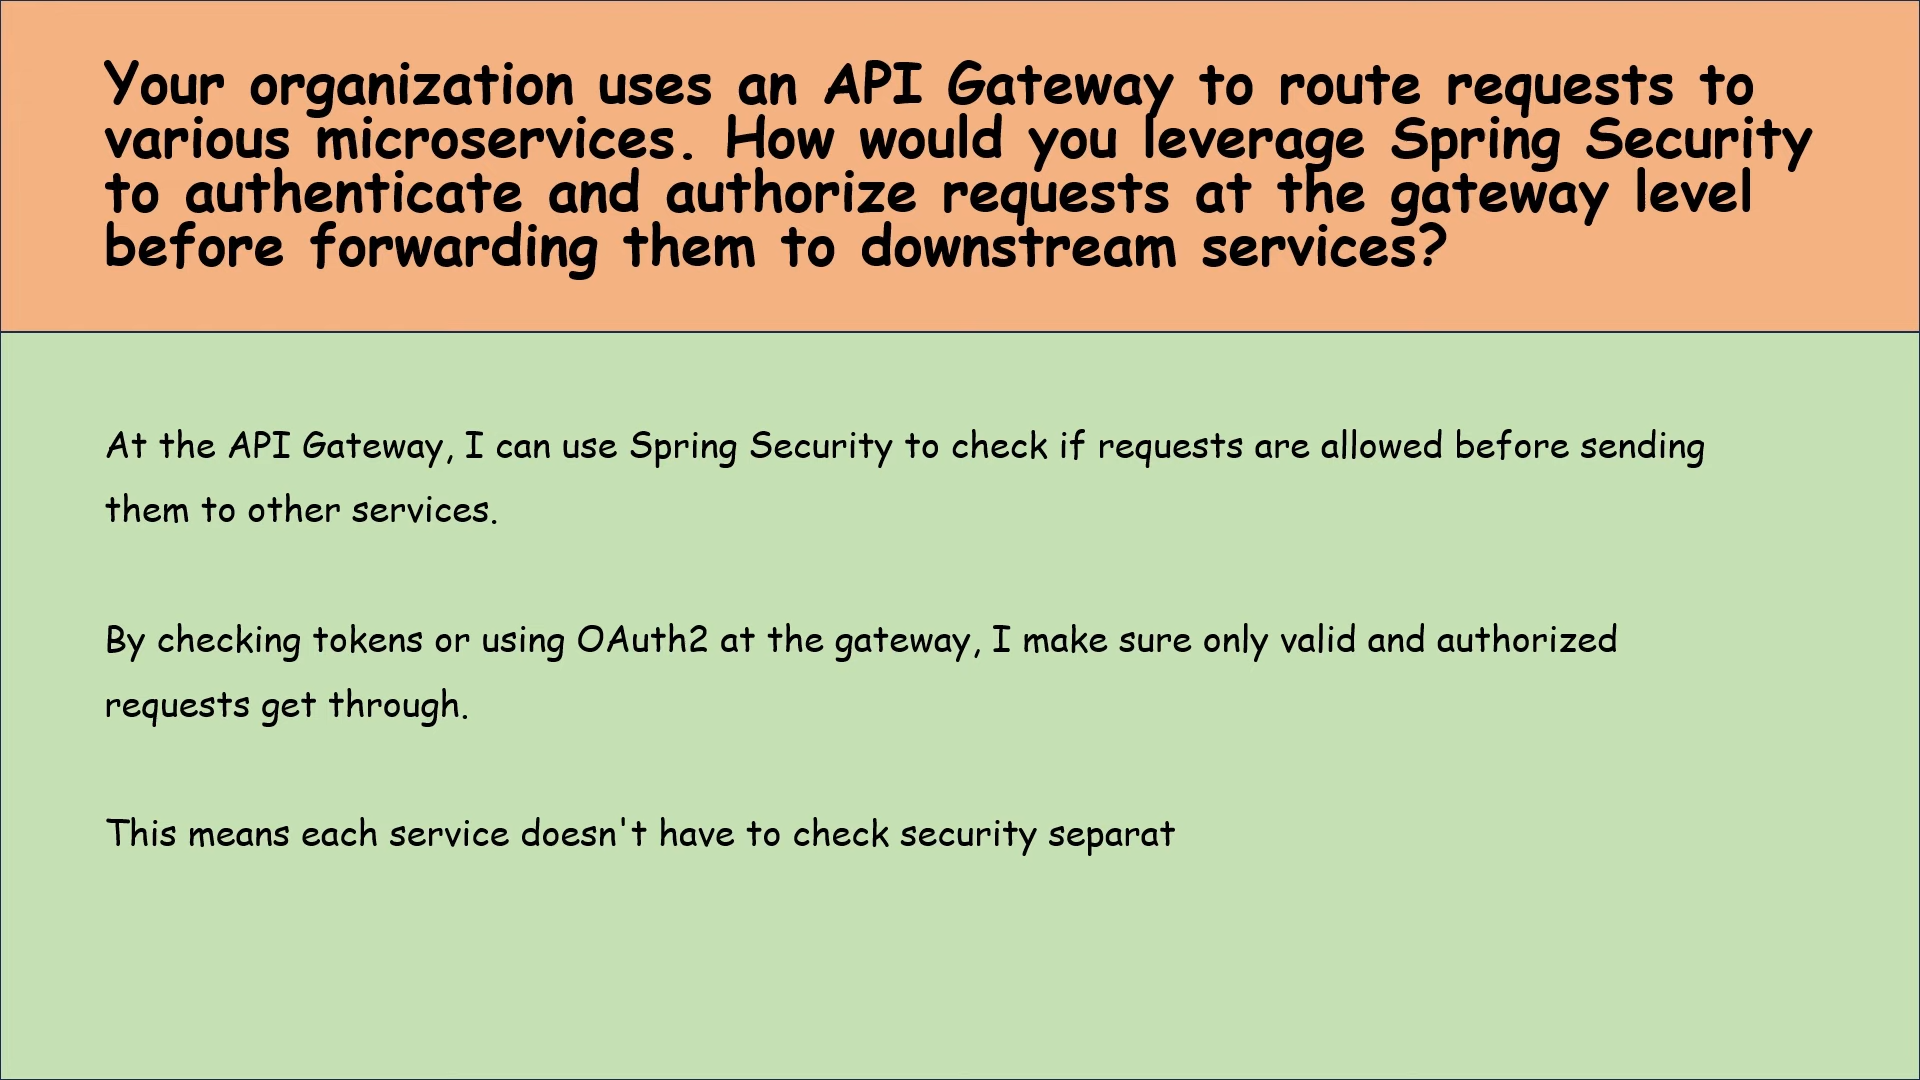 Your organization uses an API Gateway to route requests to
various microservices. How would you leverage Spring Security
to authenticate and authorize requests at the gateway level
before forwarding them to downstream services?
At the API Gateway, I can use Spring Security to check if requests are allowed before sending
them to other services.
By checking tokens or using OAuth2 at the gateway, I make sure only valid and authorized
requests get through.
This means each service doesn't have to check security separat